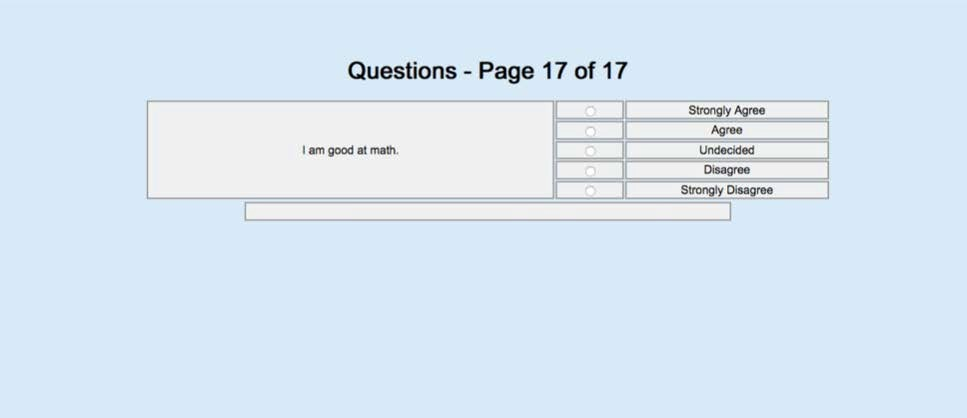 Questions - Page 17 of 17
I am good at math.
Strongly Agree
Agree
Undecided
Disagree
Strongly Disagree